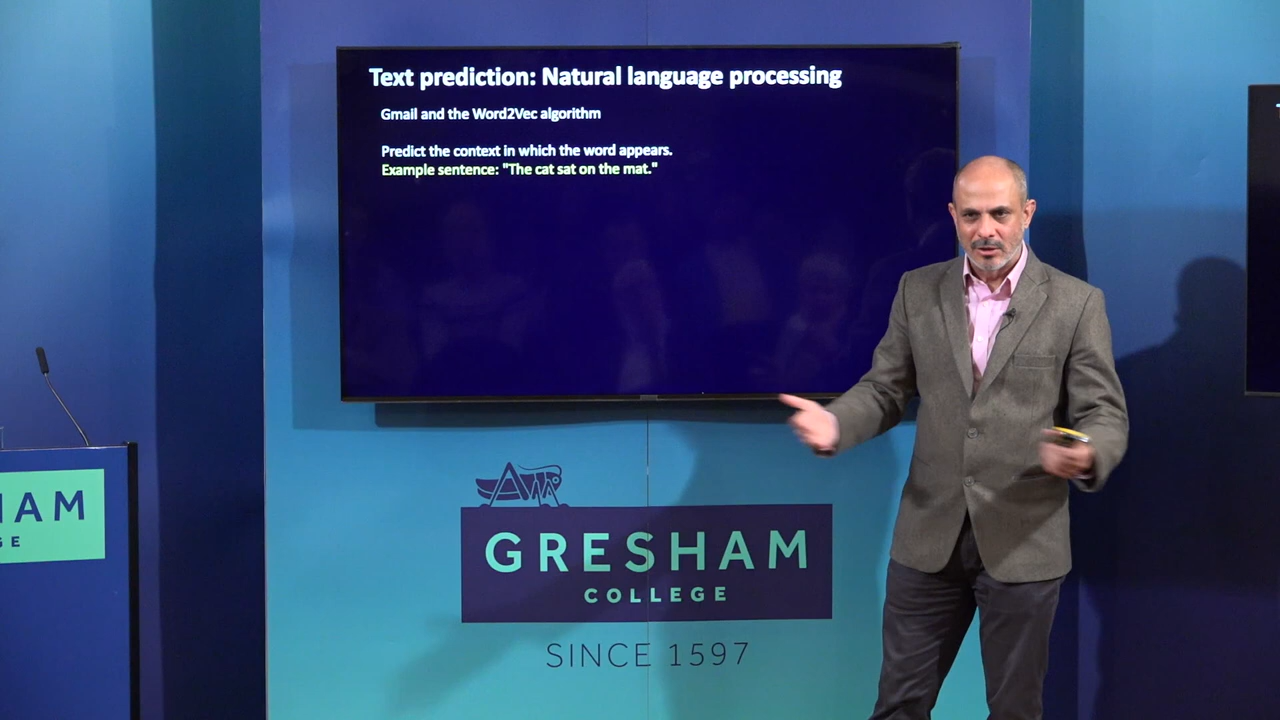 Text prediction: Natural language processing
Gmail and the Word2Vec algorithm
Predict the context in which the word appears.
Example sentence: "The cat sat on the mat."
GRESHAM
COLLEGE
SINCE 1597
HAM
GE